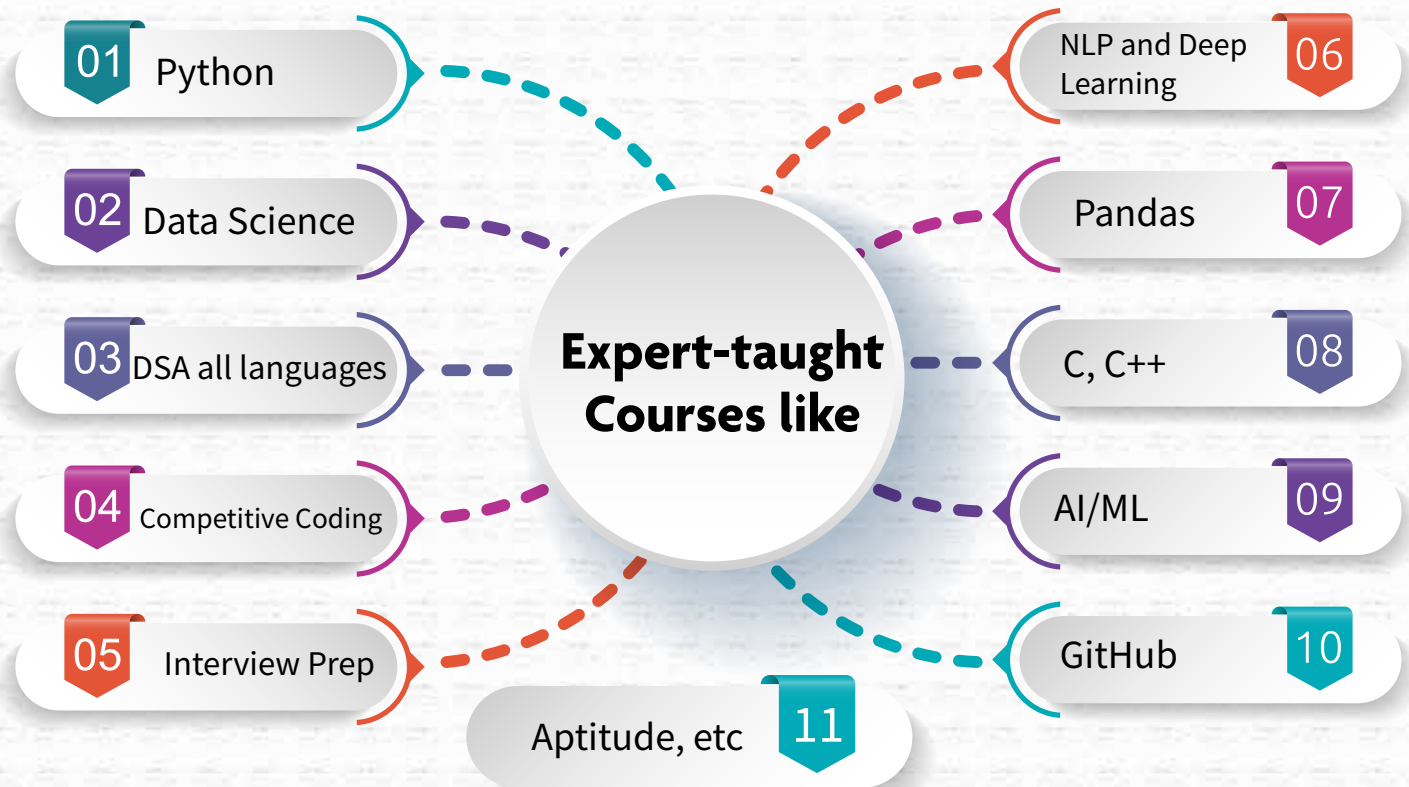 01
Python
02
Data Science
03
DSA all languages
04
Competitive Coding
05
Interview Prep
Expert-taught
Courses like
NLP and Deep
Learning
06
Pandas
07
C, C++
08
AI/ML
09
GitHub
10
Aptitude, etc
11